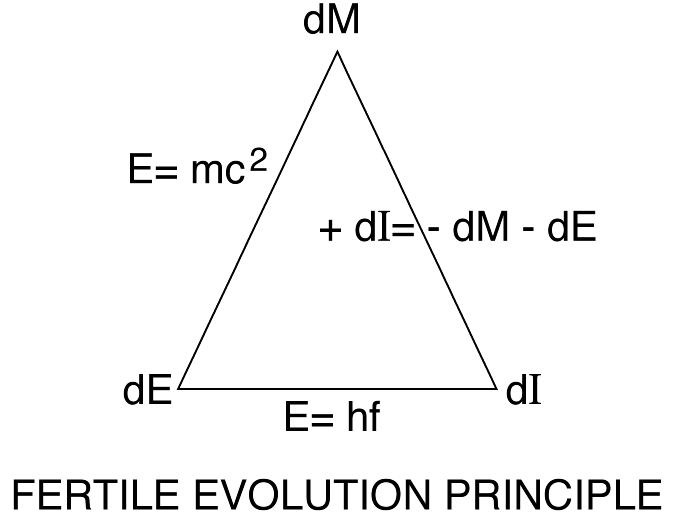 dM
E= mc²
+ dI= - dM - dE
dE
dI
E= hf
FERTILE EVOLUTION PRINCIPLE